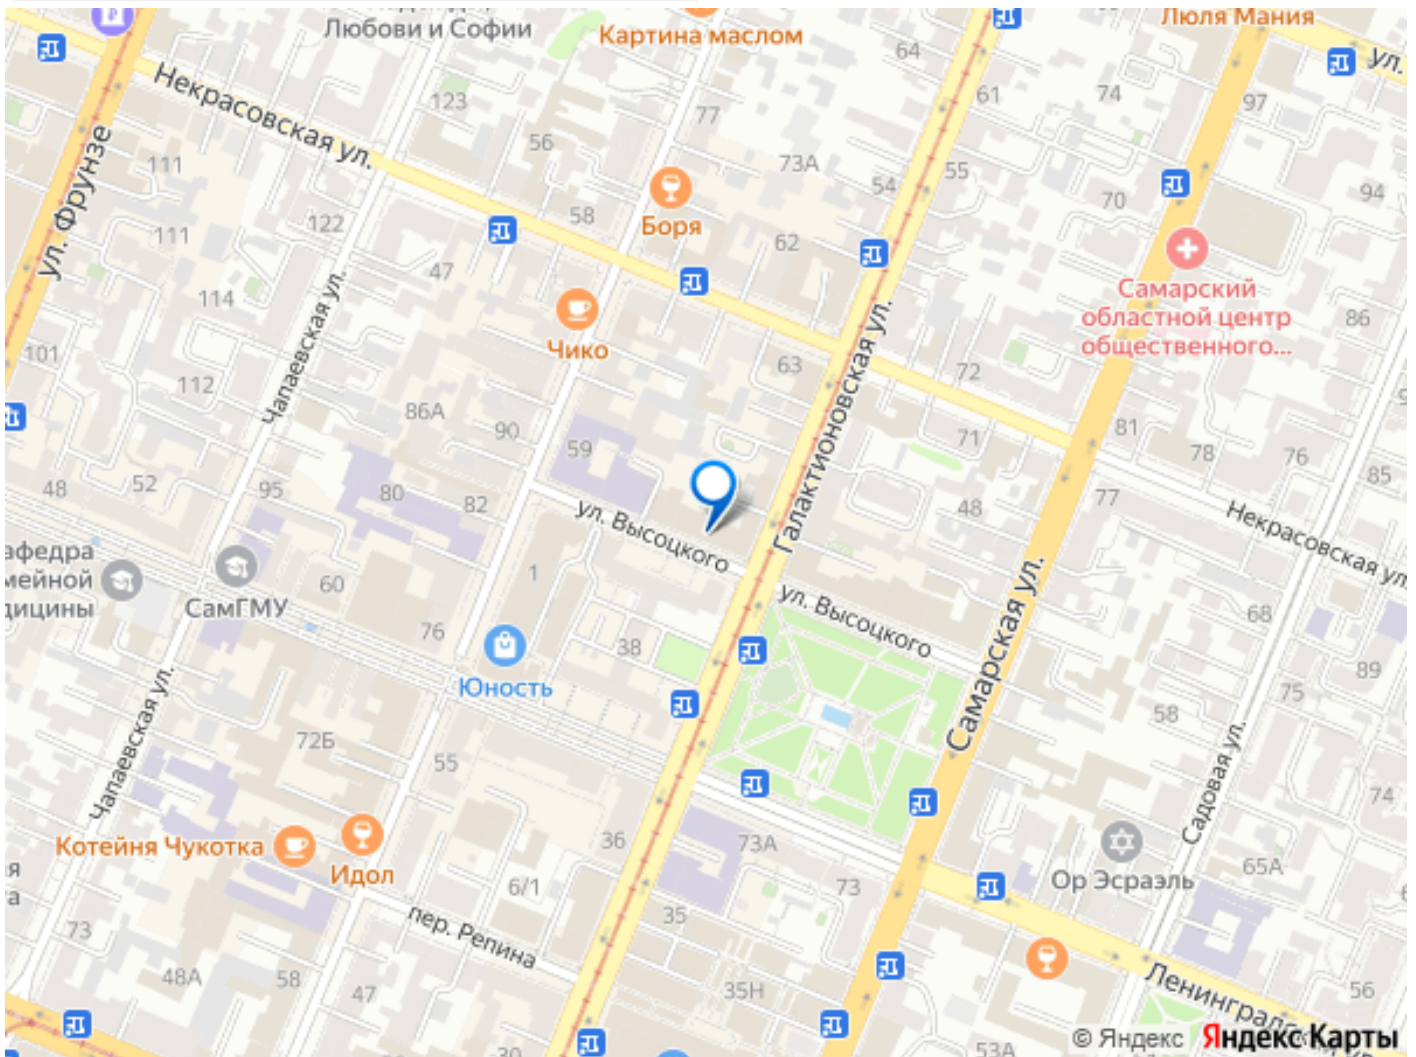 Любови и Софии
Картина маслом
Люля Мания
64
ул.
Некрасовская ул.
123
77
61
74
97
56
73А
ул. Фрунзе
111
54
55
94
58
70
122
Боря
62
111
47
Самарский
областной центр
общественного...
114
Чапаевская ул.
86
Чико
Галактионовская ул.
101
63
72
112
86А
90
81
71
59
78
76
85
48
52
95
80
82
77
48
ул. Высоцкого
Некрасовская ул.
афедра
мейной
дицины
СамГМУ
60
1
ул. Высоцкого
Самарская ул.
68
76
38
89
Юность
75
58
Чапаевская ул.
72Б
55
Садовая ул.
74
Котейня Чукотка
Идол
36
73А
Ор Эсраэль
65А
6/1
73
я
а
35
73
пер. Репина
48А
58
47
35Н
Ленинградс
56
53А
30
© Яндекс Яндекс Карты